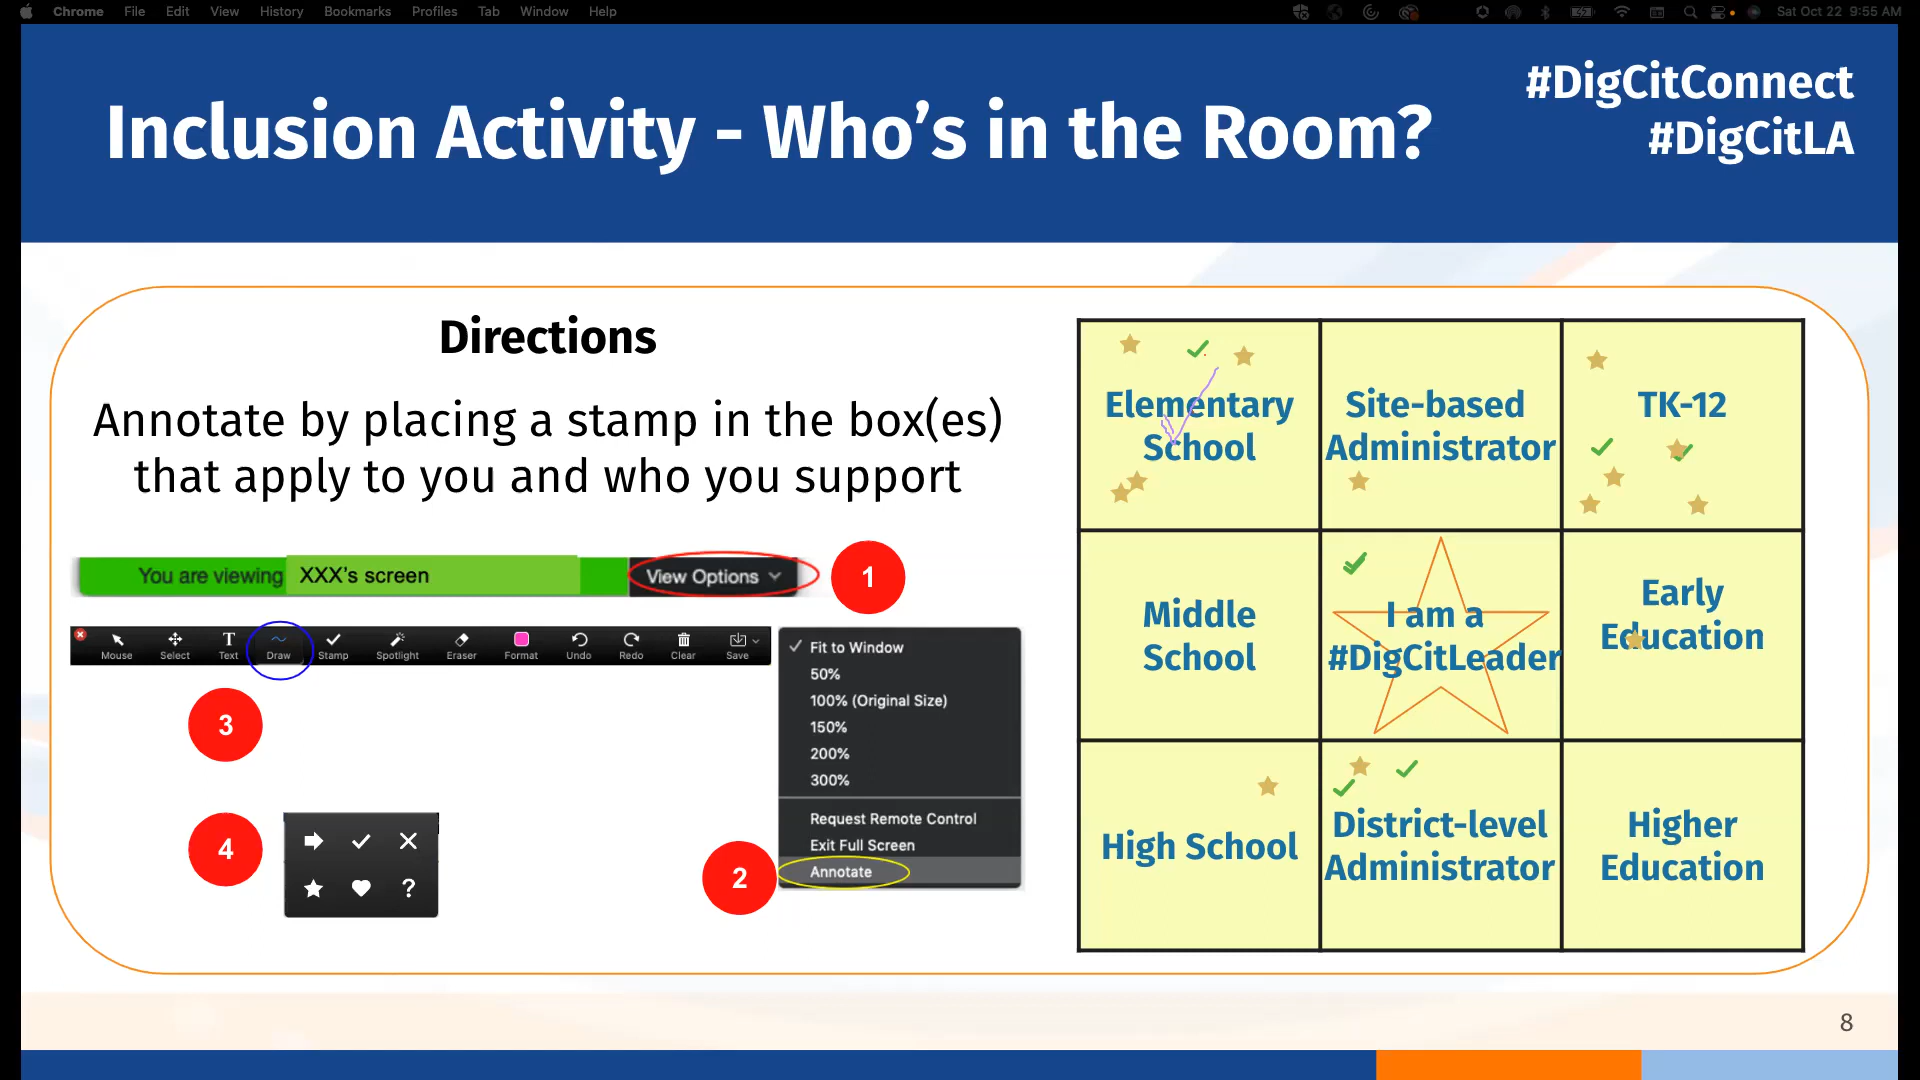 Chrome File Edit View History Bookmarks Profiles Tab Window Help Sat Oct 22 9:55 AM
#DigCitConnect
#DigCitLA
Inclusion Activity - Who's in the Room?
Directions
Annotate by placing a stamp in the box(es)
that apply to you and who you support
You are viewing XXX's screen View Options
1
Mouse Select Text Draw Stamp Spotlight Eraser Format Undo Redo Clear Save
Fit to Window
50%
100% (Original Size)
150%
200%
300%
Request Remote Control
Exit Full Screen
Annotate
2
3
4
?
Elementary
School
Site-based
Administrator
TK-12
Middle
School
I am a
#DigCitLeader
Early
Education
High School
District-level
Administrator
Higher
Education
8